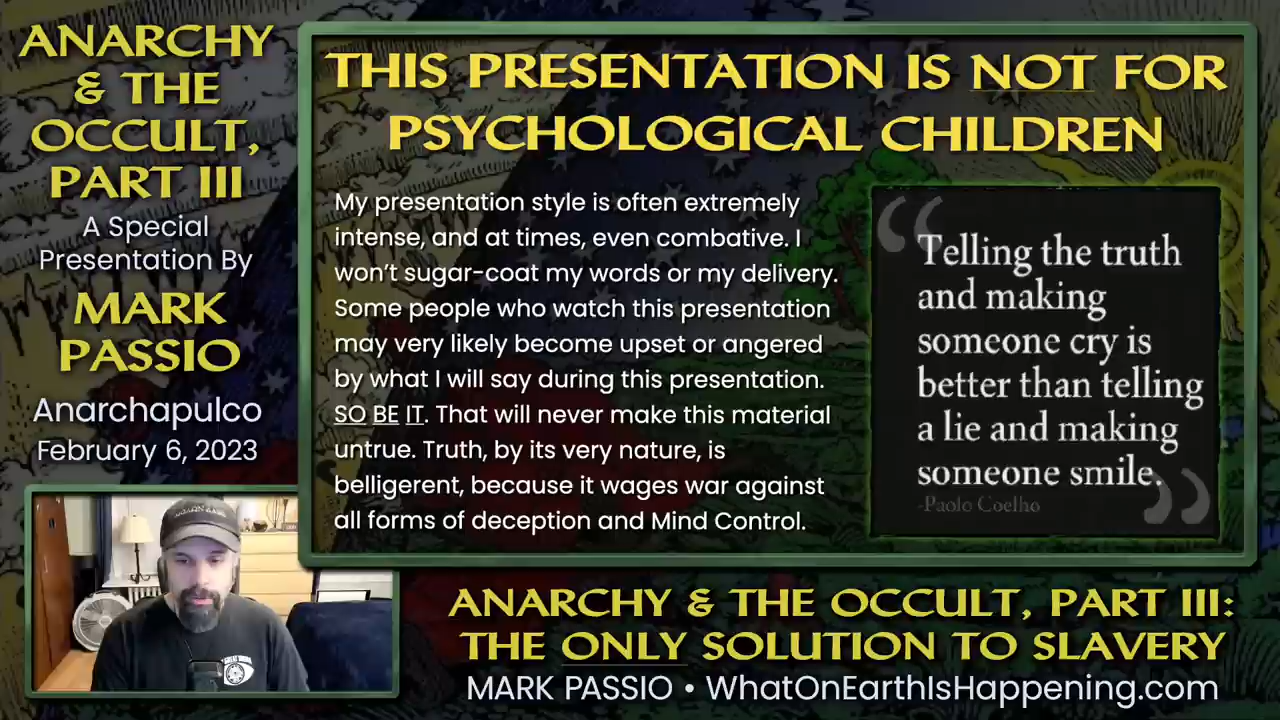 ANARCHY
& THE
OCCULT,
PART III
A Special
Presentation By
MARK
PASSIO
Anarchapulco
February 6, 2023
THIS PRESENTATION IS NOT FOR
PSYCHOLOGICAL CHILDREN
My presentation style is often extremely
intense, and at times, even combative. I
won’t sugar-coat my words or my delivery.
Some people who watch this presentation
may very likely become upset or angered
by what I will say during this presentation.
SO BE IT. That will never make this material
untrue. Truth, by its very nature, is
belligerent, because it wages war against
all forms of deception and Mind Control.
“Telling the truth
and making
someone cry is
better than telling
a lie and making
someone smile.”
-Paolo Coelho
ANARCHY & THE OCCULT, PART III:
THE ONLY SOLUTION TO SLAVERY
MARK PASSIO • WhatOnEarthIsHappening.com